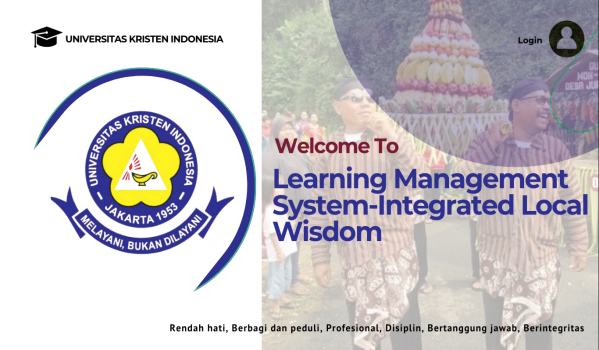 UNIVERSITAS KRISTEN INDONESIA
Login
UNIVERSITAS KRISTEN INDONESIA
JAKARTA 1953
MELAYANI, BUKAN DILAYANI
Welcome To
Learning Management
System-Integrated Local
Wisdom
Rendah hati, Berbagi dan peduli, Profesional, Disiplin, Bertanggung jawab, Berintegritas